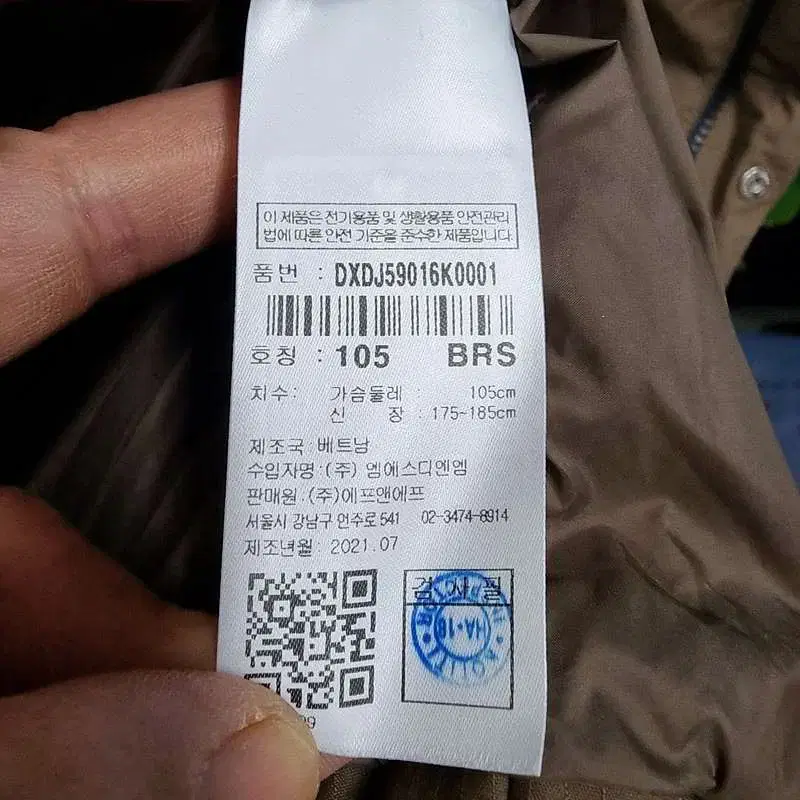 이 제품은 전기용품 및 생활용품 안전관리
법에 따른 안전 기준을 준수한 제품입니다.
품번 : DXDJ59016K0001
호칭 : 105 BRS
치수: 가슴둘레 : 105cm
신 장 : 175~185cm
제조국: 베트남
수입자명:(주) 엠에스디엔엠
판매원:(주)에프앤에프
서울시 강남구 언주로 541 02-3474-8914
제조년월: 2021.07
검사필